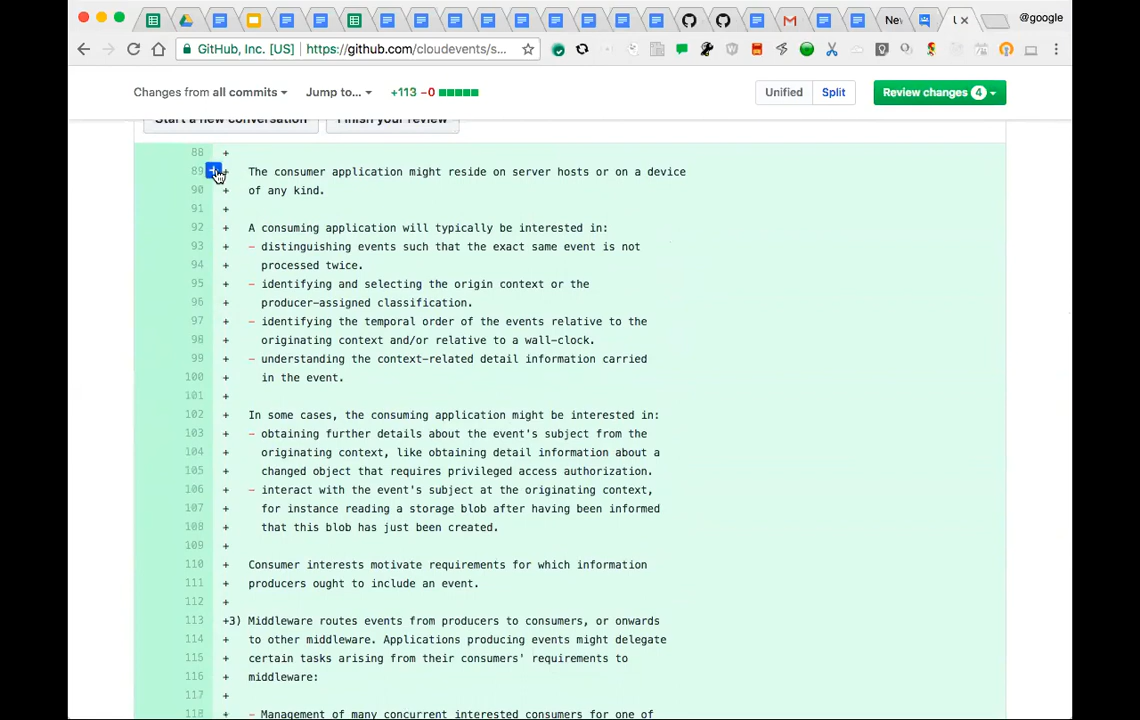 Nev
@google
GitHub, Inc. [US] https://github.com/cloudevents/s...
Changes from all commits Jump to... +113 −0 Unified Split Review changes 4
Start a new conversation Finish your review
88 +
89 + The consumer application might reside on server hosts or on a device
90 + of any kind.
91 +
92 + A consuming application will typically be interested in:
93 + - distinguishing events such that the exact same event is not
94 + processed twice.
95 + - identifying and selecting the origin context or the
96 + producer-assigned classification.
97 + - identifying the temporal order of the events relative to the
98 + originating context and/or relative to a wall-clock.
99 + - understanding the context-related detail information carried
100 + in the event.
101 +
102 + In some cases, the consuming application might be interested in:
103 + - obtaining further details about the event's subject from the
104 + originating context, like obtaining detail information about a
105 + changed object that requires privileged access authorization.
106 + - interact with the event's subject at the originating context,
107 + for instance reading a storage blob after having been informed
108 + that this blob has just been created.
109 +
110 + Consumer interests motivate requirements for which information
111 + producers ought to include an event.
112 +
113 +3) Middleware routes events from producers to consumers, or onwards
114 + to other middleware. Applications producing events might delegate
115 + certain tasks arising from their consumers' requirements to
116 + middleware:
117 +
118 + - Management of many concurrent interested consumers for one of